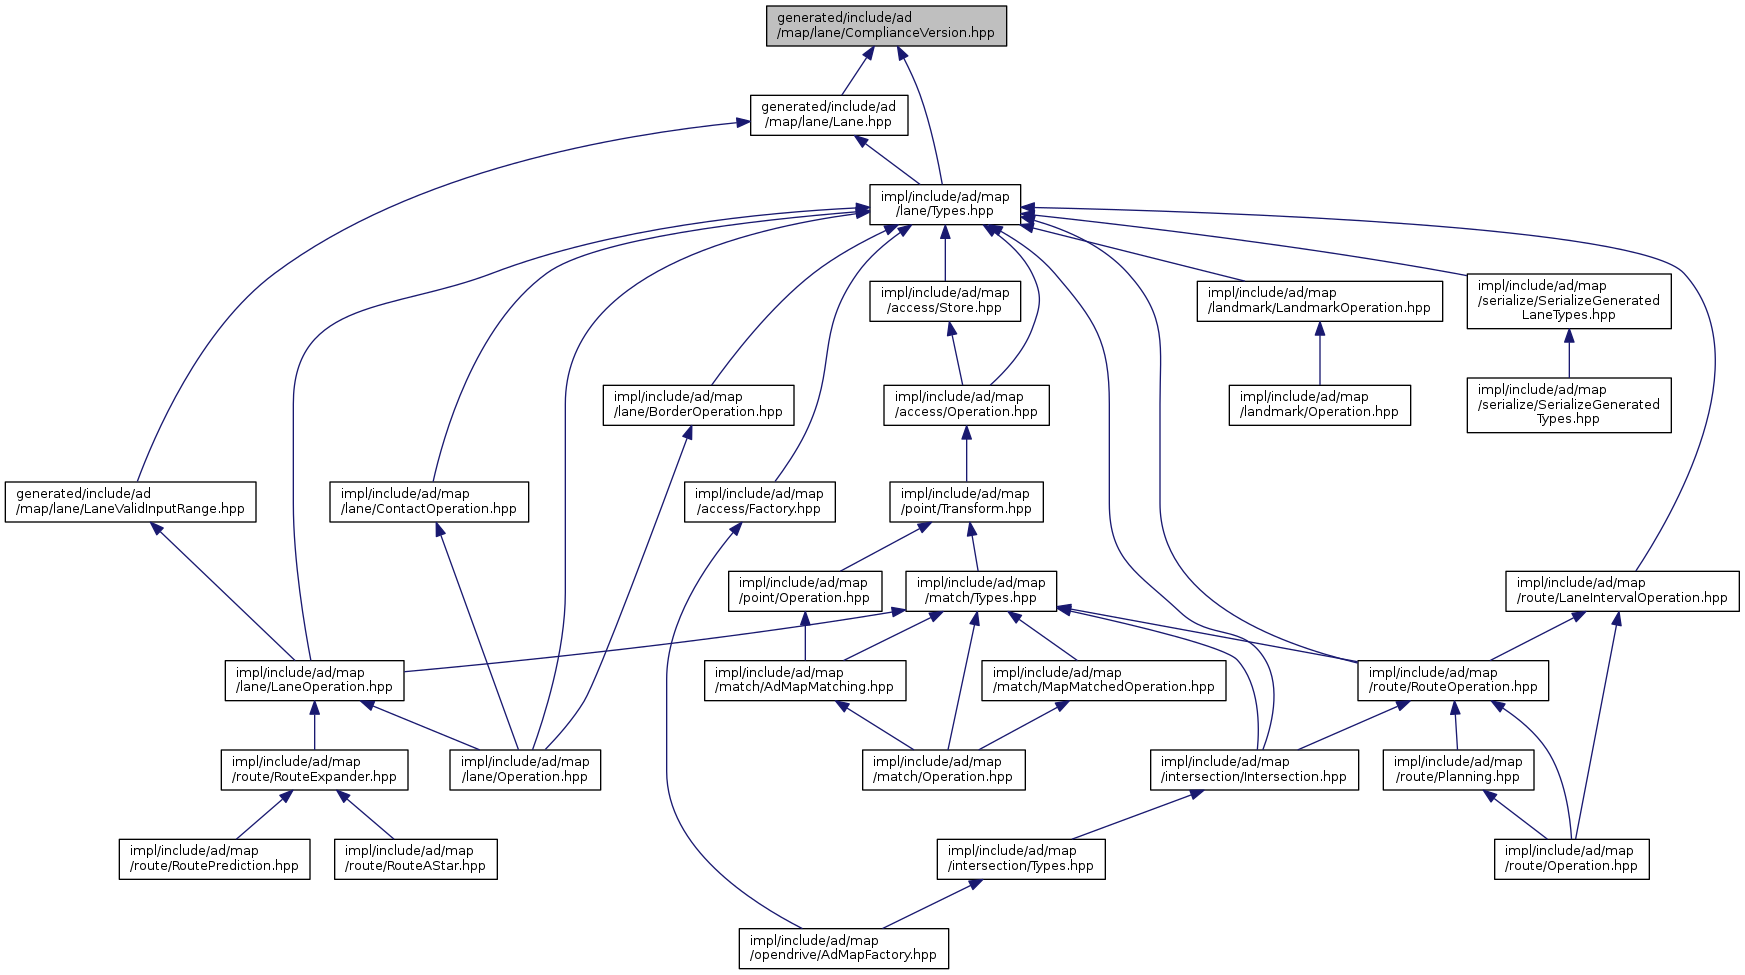 generated/include/ad
/map/lane/ComplianceVersion.hpp
generated/include/ad
/map/lane/Lane.hpp
impl/include/ad/map
/lane/Types.hpp
impl/include/ad/map
/access/Store.hpp
impl/include/ad/map
/landmark/LandmarkOperation.hpp
impl/include/ad/map
/serialize/SerializeGenerated
LaneTypes.hpp
impl/include/ad/map
/lane/BorderOperation.hpp
impl/include/ad/map
/access/Operation.hpp
impl/include/ad/map
/landmark/Operation.hpp
impl/include/ad/map
/serialize/SerializeGenerated
Types.hpp
generated/include/ad
/map/lane/LaneValidInputRange.hpp
impl/include/ad/map
/lane/ContactOperation.hpp
impl/include/ad/map
/access/Factory.hpp
impl/include/ad/map
/point/Transform.hpp
impl/include/ad/map
/point/Operation.hpp
impl/include/ad/map
/match/Types.hpp
impl/include/ad/map
/route/LaneIntervalOperation.hpp
impl/include/ad/map
/lane/LaneOperation.hpp
impl/include/ad/map
/match/AdMapMatching.hpp
impl/include/ad/map
/match/MapMatchedOperation.hpp
impl/include/ad/map
/route/RouteOperation.hpp
impl/include/ad/map
/route/RouteExpander.hpp
impl/include/ad/map
/lane/Operation.hpp
impl/include/ad/map
/match/Operation.hpp
impl/include/ad/map
/intersection/Intersection.hpp
impl/include/ad/map
/route/Planning.hpp
impl/include/ad/map
/route/RoutePrediction.hpp
impl/include/ad/map
/route/RouteAStar.hpp
impl/include/ad/map
/intersection/Types.hpp
impl/include/ad/map
/route/Operation.hpp
impl/include/ad/map
/opendrive/AdMapFactory.hpp